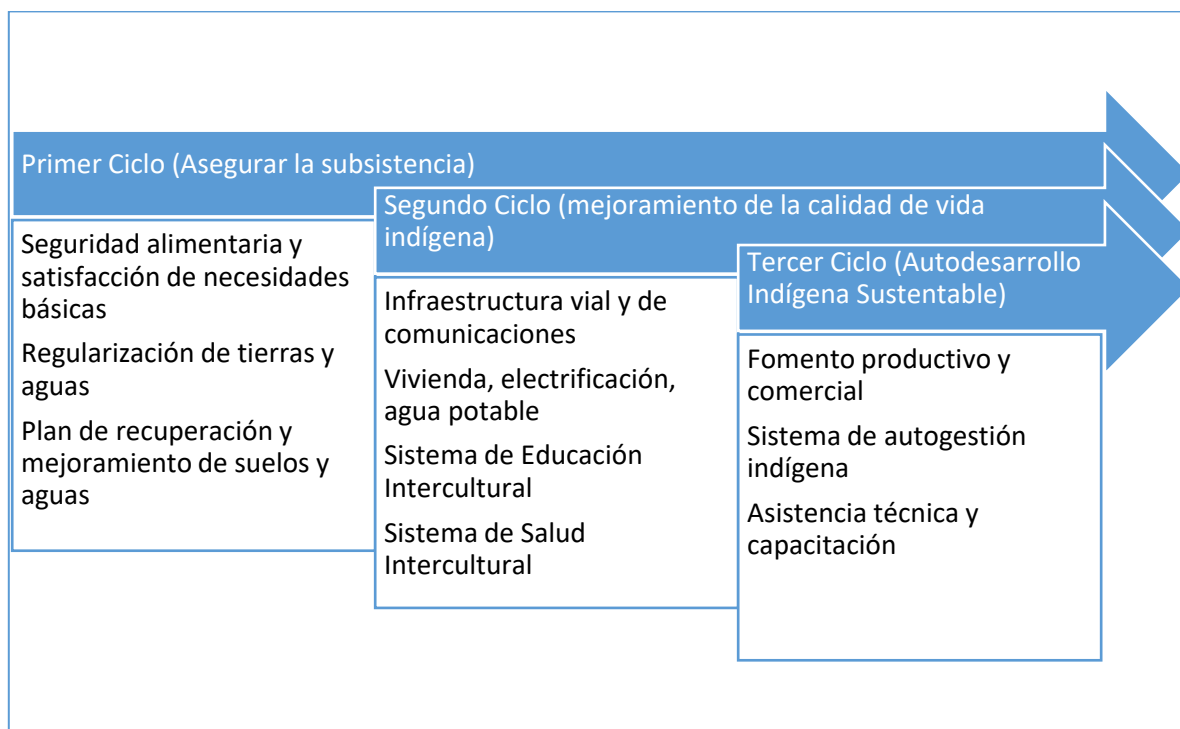 Primer Ciclo (Asegurar la subsistencia)
Seguridad alimentaria y
satisfacción de necesidades
básicas
Regularización de tierras y
aguas
Plan de recuperación y
mejoramiento de suelos y
aguas
Segundo Ciclo (mejoramiento de la calidad de vida
indígena)
Infraestructura vial y de
comunicaciones
Vivienda, electrificación,
agua potable
Sistema de Educación
Intercultural
Sistema de Salud
Intercultural
Tercer Ciclo (Autodesarrollo
Indígena Sustentable)
Fomento productivo y
comercial
Sistema de autogestión
indígena
Asistencia técnica y
capacitación